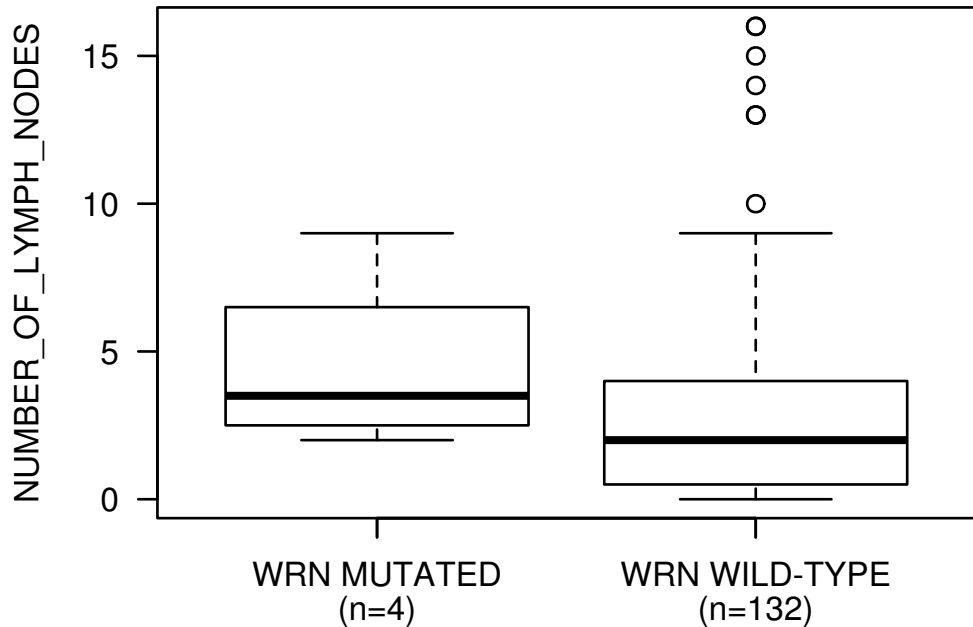 NUMBER_OF_LYMPH_NODES
15
10
5
0
WRN MUTATED
(n=4)
WRN WILD-TYPE
(n=132)